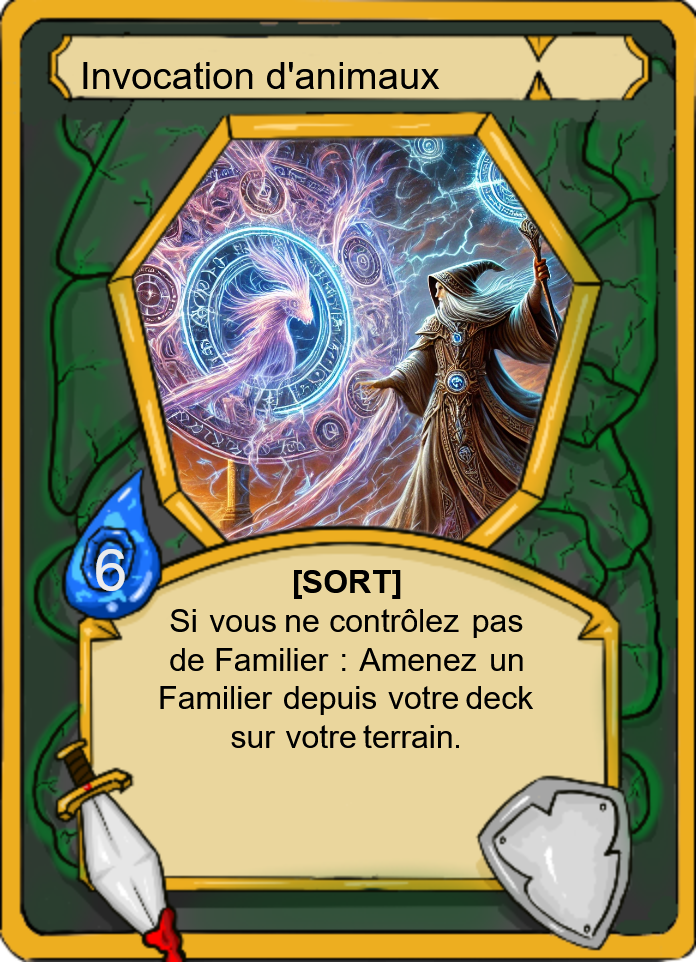 Invocation d'animaux
6
[SORT]
Si vous ne contrôlez pas
de Familier : Amenez un
Familier depuis votre deck
sur votre terrain.